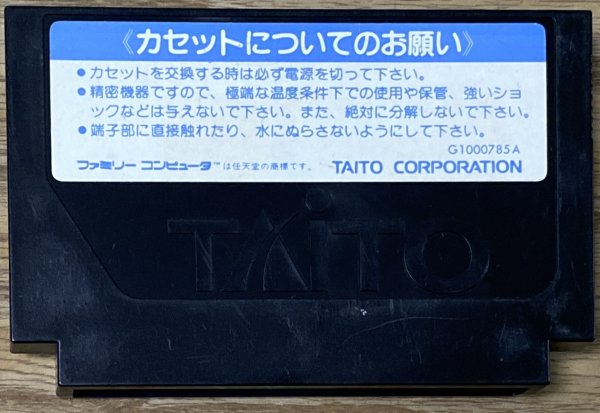 《カセットについてのお願い》
●カセットを交換する時は必ず電源を切って下さい。
●精密機器ですので、極端な温度条件下での使用や保管、強いショ
ックなどは与えないで下さい。また、絶対に分解しないで下さい。
●端子部に直接触れたり、水にぬらさないようにして下さい。
G1000785A
ファミリー コンピュータ™は任天堂の商標です。 TAITO CORPORATION
TAiTO